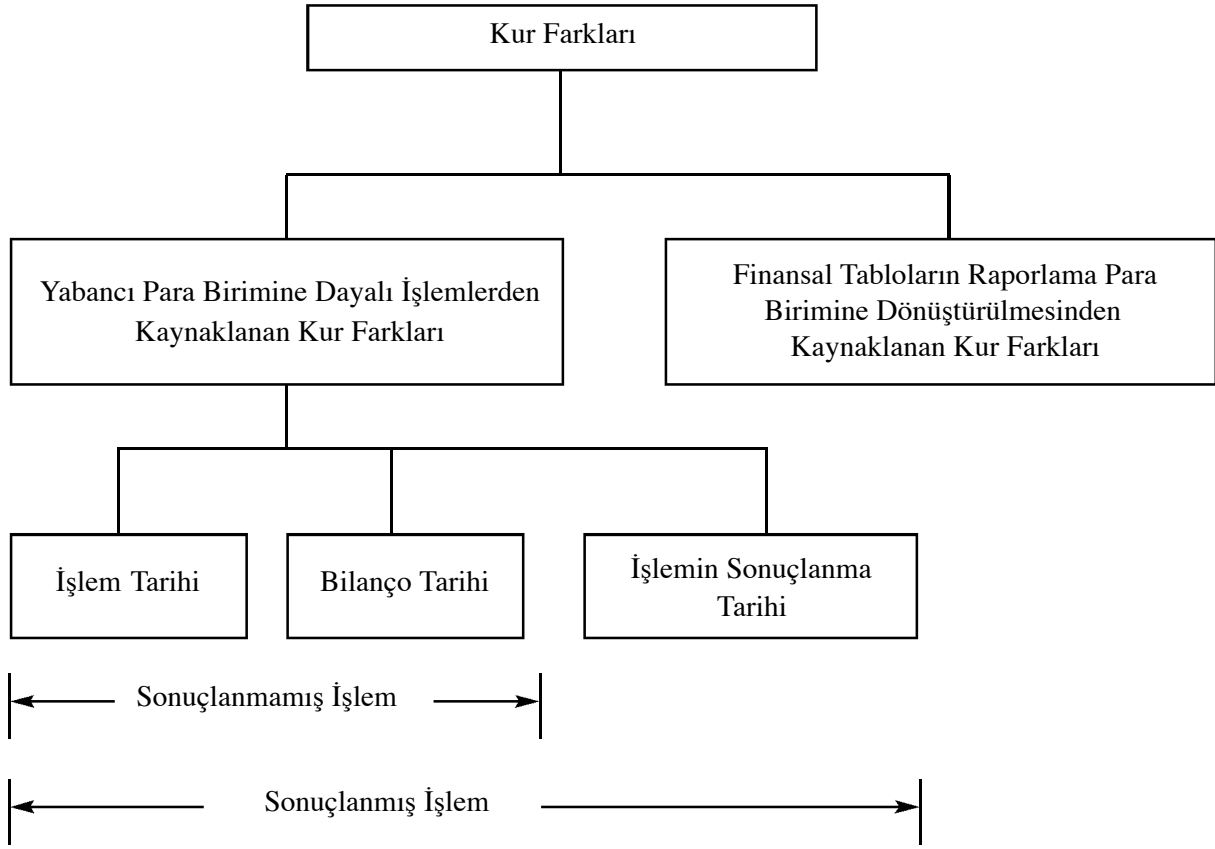 Kur Farkları
Yabancı Para Birimine Dayalı İşlemlerden
Kaynaklanan Kur Farkları
Finansal Tabloların Raporlama Para
Birimine Dönüştürülmesinden
Kaynaklanan Kur Farkları
İşlem Tarihi
Bilanço Tarihi
İşlemin Sonuçlanma
Tarihi
Sonuçlanmamış İşlem
Sonuçlanmış İşlem